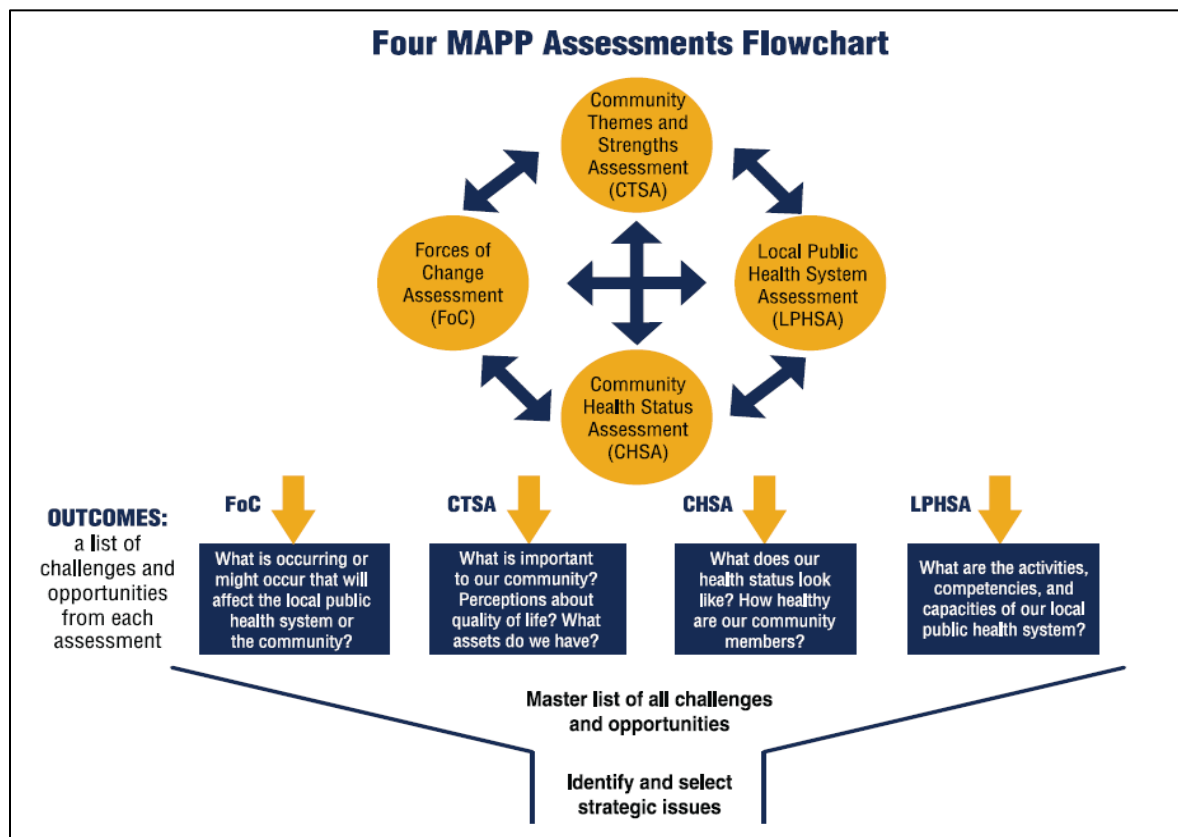 Four MAPP Assessments Flowchart
Community
Themes and
Strengths
Assessment
(CTSA)
Forces of
Change
Assessment
(FoC)
Local Public
Health System
Assessment
(LPHSA)
Community
Health Status
Assessment
(CHSA)
OUTCOMES:
a list of
challenges and
opportunities
from each
assessment
FoC
What is occurring or
might occur that will
affect the local public
health system or
the community?
CTSA
What is important
to our community?
Perceptions about
quality of life? What
assets do we have?
CHSA
What does our
health status look
like? How healthy
are our community
members?
LPHSA
What are the activities,
competencies, and
capacities of our local
public health system?
Master list of all challenges
and opportunities
Identify and select
strategic issues